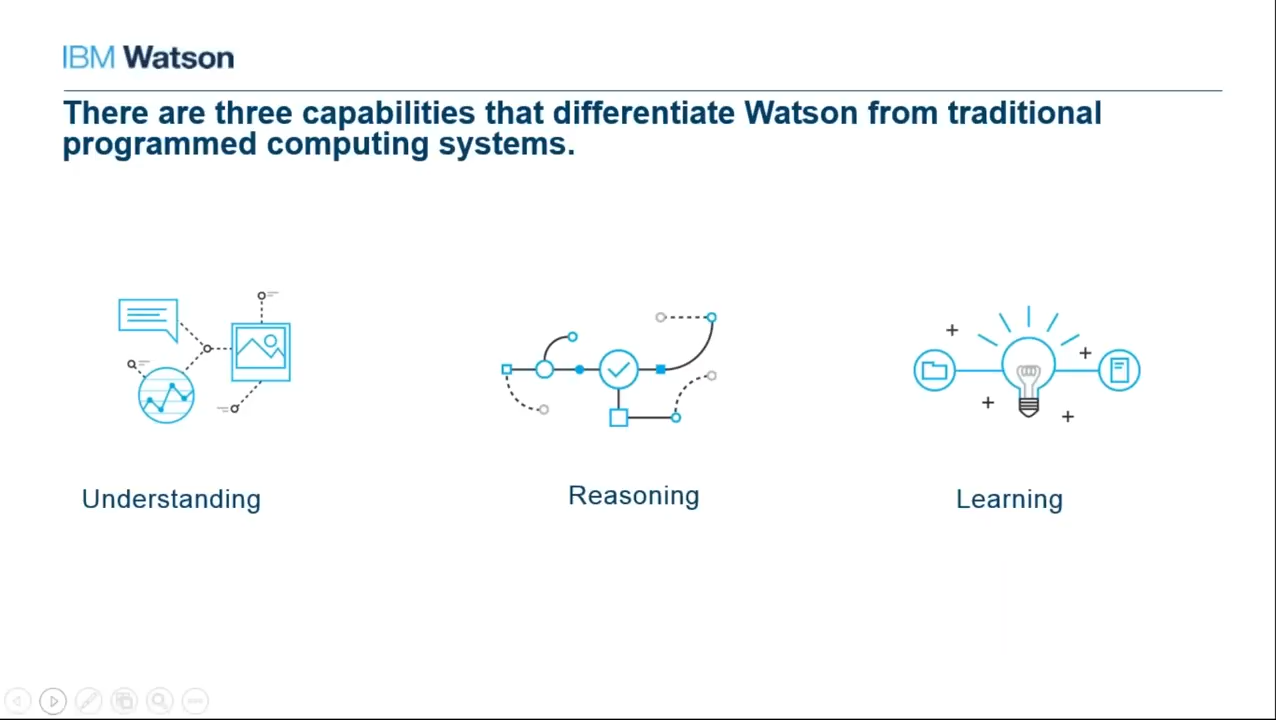 IBM Watson
There are three capabilities that differentiate Watson from traditional
programmed computing systems.
Understanding
Reasoning
Learning